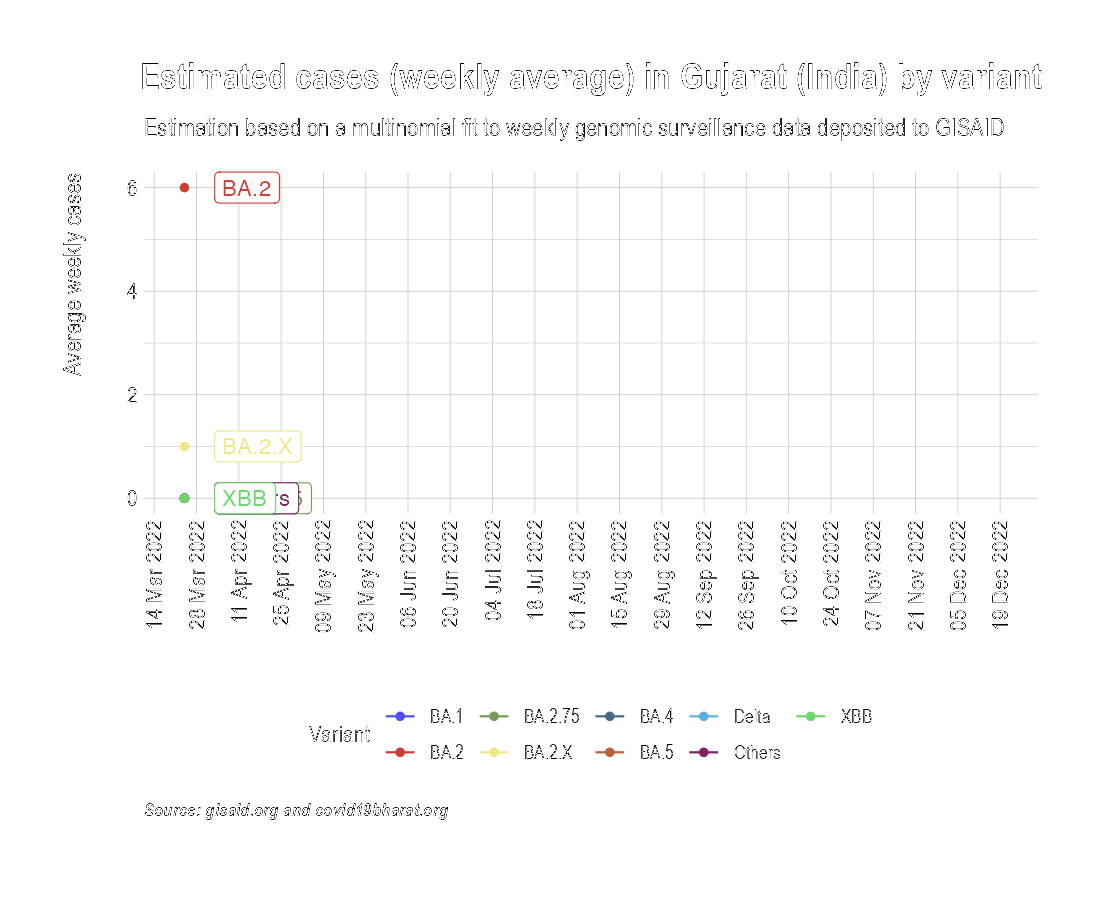 Estimated cases (weekly average) in Gujarat (India) by variant
Estimation based on a multinomial fit to weekly genomic surveillance data deposited to GISAID
Average weekly cases
6
4
2
0
BA.2
BA.2.X
XBB
rs
5
14 Mar 2022
28 Mar 2022
11 Apr 2022
25 Apr 2022
09 May 2022
23 May 2022
06 Jun 2022
20 Jun 2022
04 Jul 2022
18 Jul 2022
01 Aug 2022
15 Aug 2022
29 Aug 2022
12 Sep 2022
26 Sep 2022
10 Oct 2022
24 Oct 2022
07 Nov 2022
21 Nov 2022
05 Dec 2022
19 Dec 2022
Variant
BA.1
BA.2.75
BA.4
Delta
XBB
BA.2
BA.2.X
BA.5
Others
Source: gisaid.org and covid19bharat.org